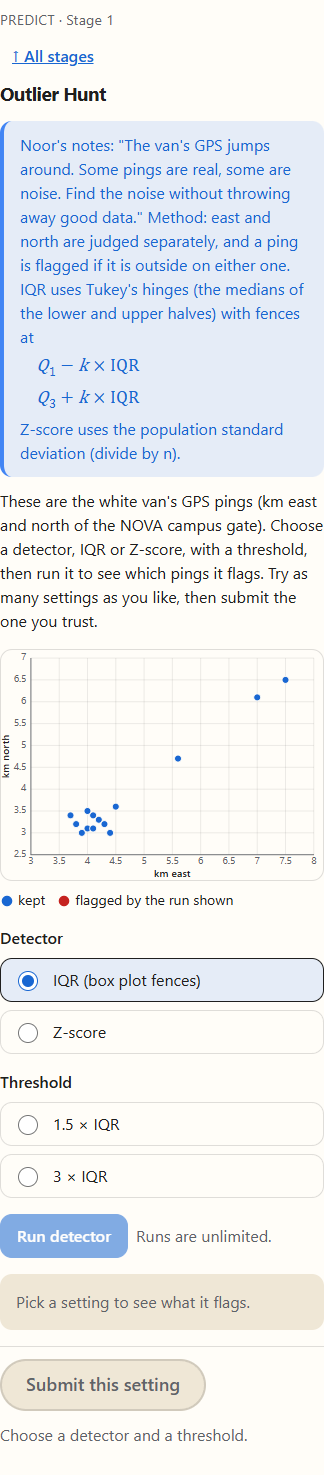 PREDICT · Stage 1
↑ All stages
Outlier Hunt
Noor's notes: "The van's GPS jumps
around. Some pings are real, some are
noise. Find the noise without throwing
away good data." Method: east and
north are judged separately, and a ping
is flagged if it is outside on either one.
IQR uses Tukey's hinges (the medians of
the lower and upper halves) with fences
at
Q₁ − k × IQR
Q₃ + k × IQR
Z-score uses the population standard
deviation (divide by n).
These are the white van's GPS pings (km east
and north of the NOVA campus gate). Choose
a detector, IQR or Z-score, with a threshold,
then run it to see which pings it flags. Try as
many settings as you like, then submit the
one you trust.
7
6.5
6
5.5
5
4.5
4
3.5
3
2.5
km north
3 3.5 4 4.5 5 5.5 6 6.5 7 7.5 8
km east
kept flagged by the run shown
Detector
IQR (box plot fences)
Z-score
Threshold
1.5 × IQR
3 × IQR
Run detector Runs are unlimited.
Pick a setting to see what it flags.
Submit this setting
Choose a detector and a threshold.